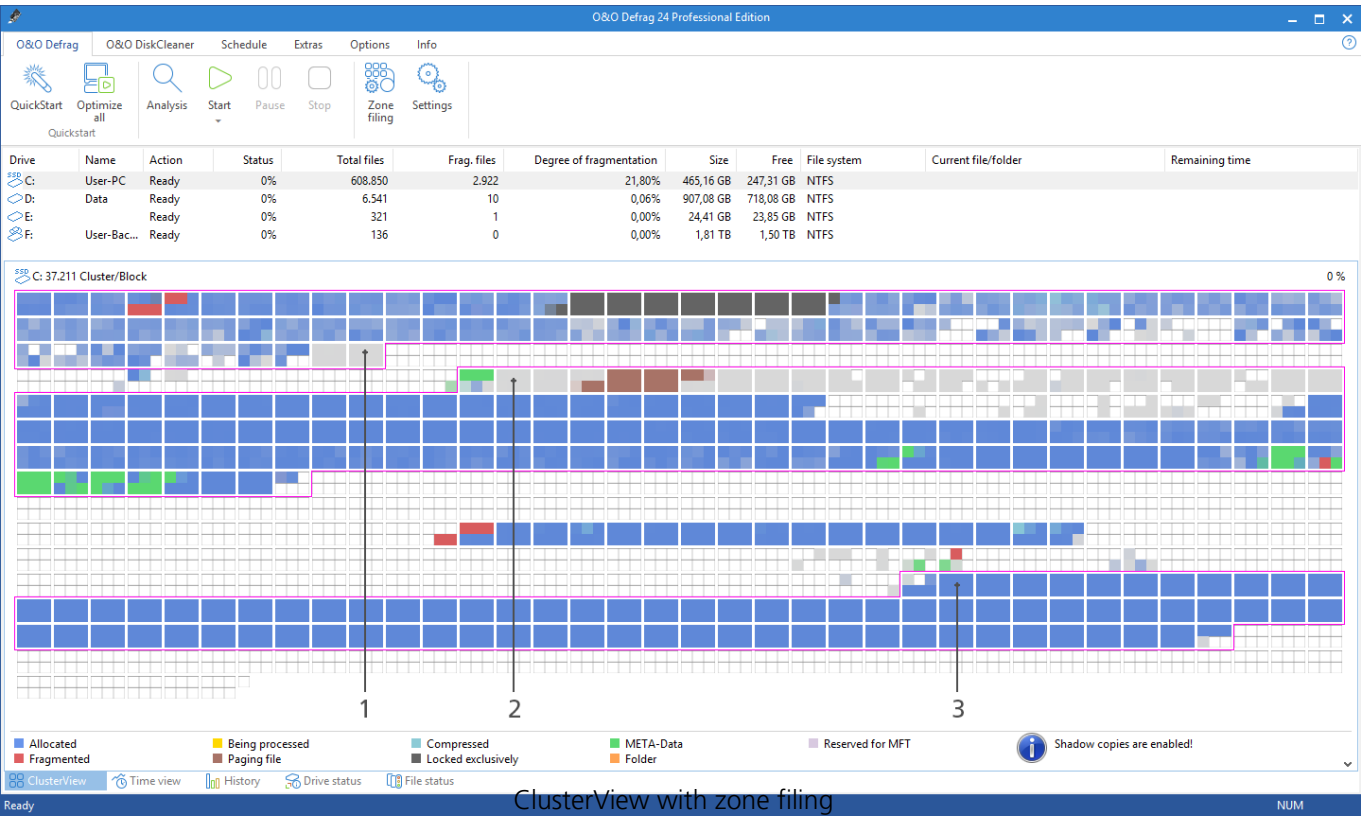 O&O Defrag 24 Professional Edition
O&O Defrag O&O DiskCleaner Schedule Extras Options Info
QuickStart Optimize all Analysis Start Pause Stop Zone filing Settings
Quickstart
Drive Name Action Status Total files Frag. files Degree of fragmentation Size Free File system Current file/folder Remaining time
SSD C: User-PC Ready 0% 608.850 2.922 21,80% 465,16 GB 247,31 GB NTFS
D: Data Ready 0% 6.541 10 0,06% 907,08 GB 718,08 GB NTFS
E: Ready 0% 321 1 0,00% 24,41 GB 23,85 GB NTFS
F: User-Bac... Ready 0% 136 0 0,00% 1,81 TB 1,50 TB NTFS
SSD C: 37.211 Cluster/Block 0 %
1 2 3
Allocated Being processed Compressed META-Data Reserved for MFT Shadow copies are enabled!
Fragmented Paging file Locked exclusively Folder
ClusterView Time view History Drive status File status
Ready NUM
ClusterView with zone filing